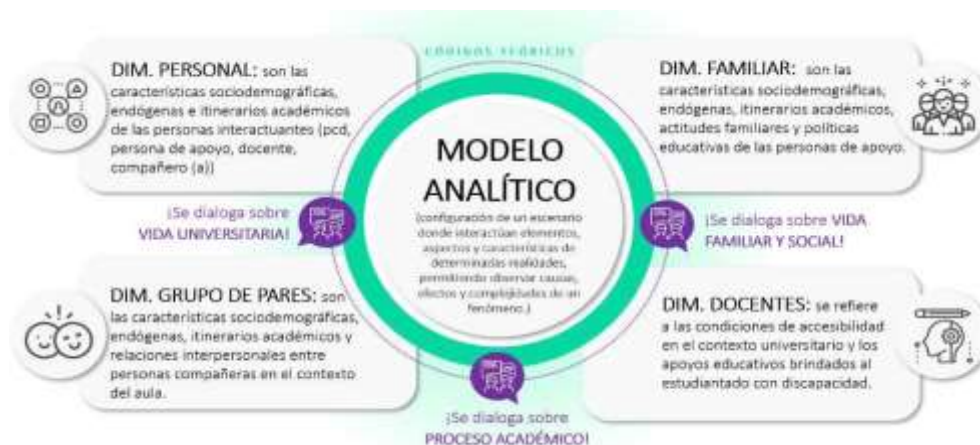 CÓDIGOS TEÓRICOS
DIM. PERSONAL: son las
características sociodemográficas,
endógenas e itinerarios académicos
de las personas interactuantes (pcd,
persona de apoyo, docente,
compañero (a))
DIM. FAMILIAR: son las
características sociodemográficas,
endógenas, itinerarios académicos,
actitudes familiares y políticas
educativas de las personas de apoyo.
MODELO
ANALÍTICO
(configuración de un escenario
donde interactúan elementos,
aspectos y características de
determinadas realidades,
permitiendo observar causas,
efectos y complejidades de un
fenómeno.)
¡Se dialoga sobre
VIDA UNIVERSITARIA!
¡Se dialoga sobre VIDA
FAMILIAR Y SOCIAL!
DIM. GRUPO DE PARES: son
las características sociodemográficas,
endógenas, itinerarios académicos y
relaciones interpersonales entre
personas compañeras en el contexto
del aula.
DIM. DOCENTES: se refiere
a las condiciones de accesibilidad
en el contexto universitario y los
apoyos educativos brindados al
estudiantado con discapacidad.
¡Se dialoga sobre
PROCESO ACADÉMICO!